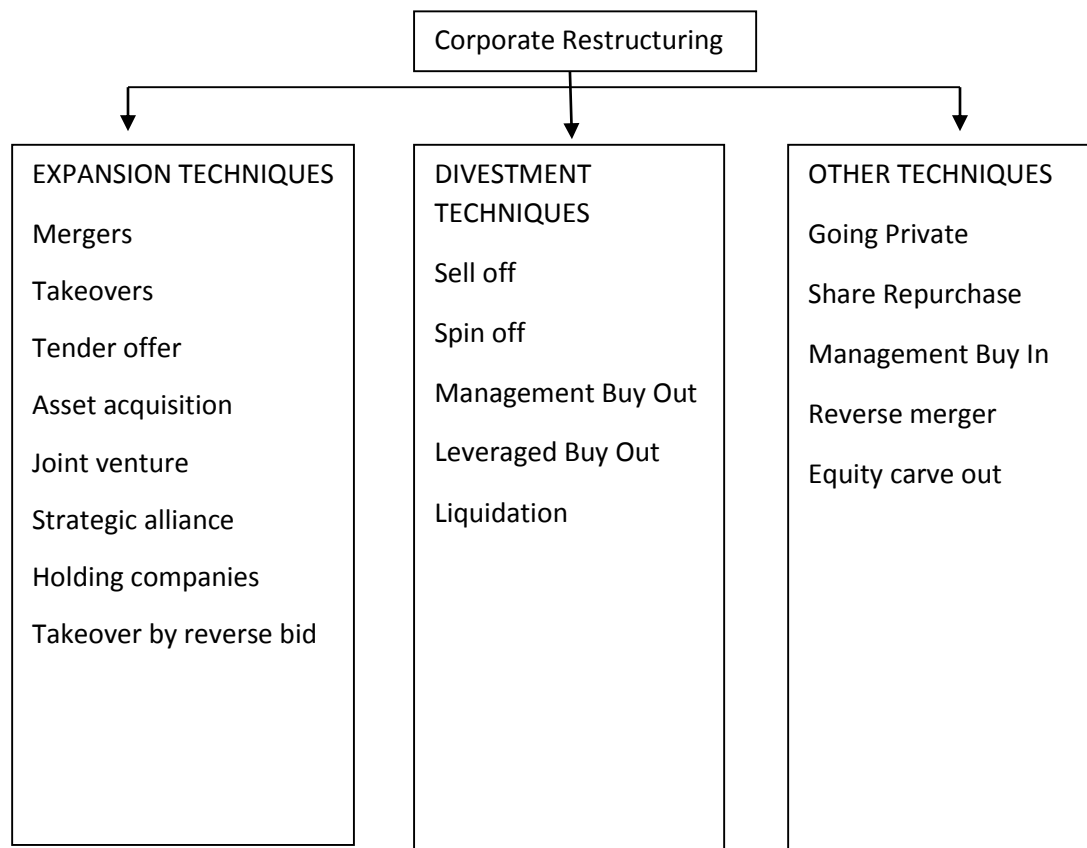 Corporate Restructuring
EXPANSION TECHNIQUES
Mergers
Takeovers
Tender offer
Asset acquisition
Joint venture
Strategic alliance
Holding companies
Takeover by reverse bid
DIVESTMENT
TECHNIQUES
Sell off
Spin off
Management Buy Out
Leveraged Buy Out
Liquidation
OTHER TECHNIQUES
Going Private
Share Repurchase
Management Buy In
Reverse merger
Equity carve out